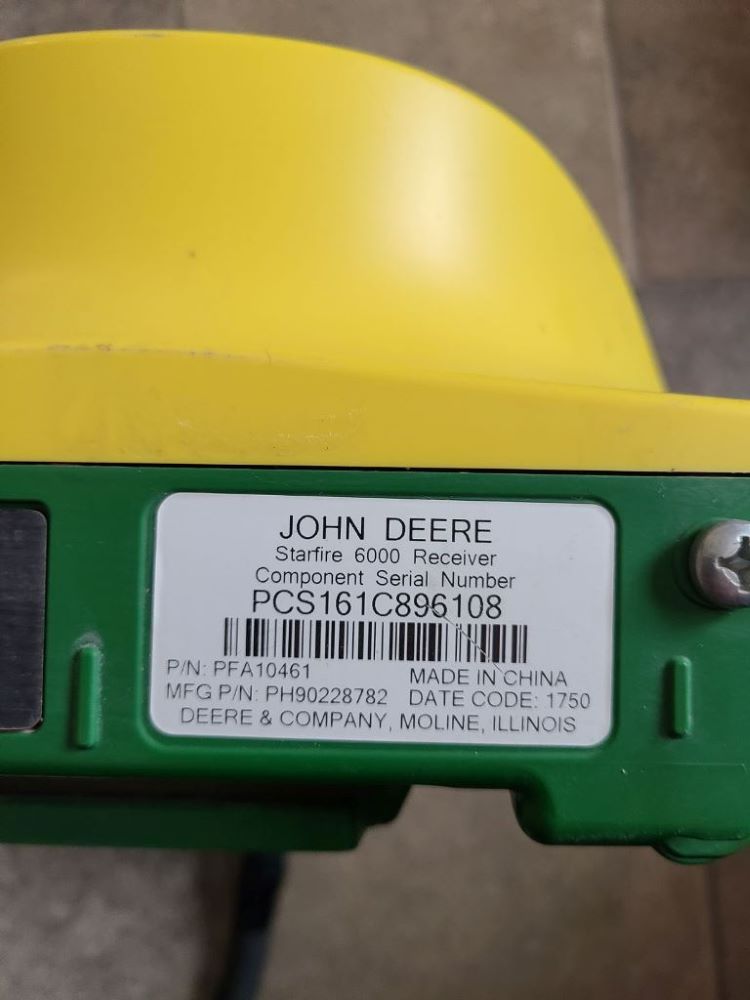 JOHN DEERE
Starfire 6000 Receiver
Component Serial Number
PCS161C896108
P/N: PFA10461 MADE IN CHINA
MFG P/N: PH90228782 DATE CODE: 1750
DEERE & COMPANY, MOLINE, ILLINOIS